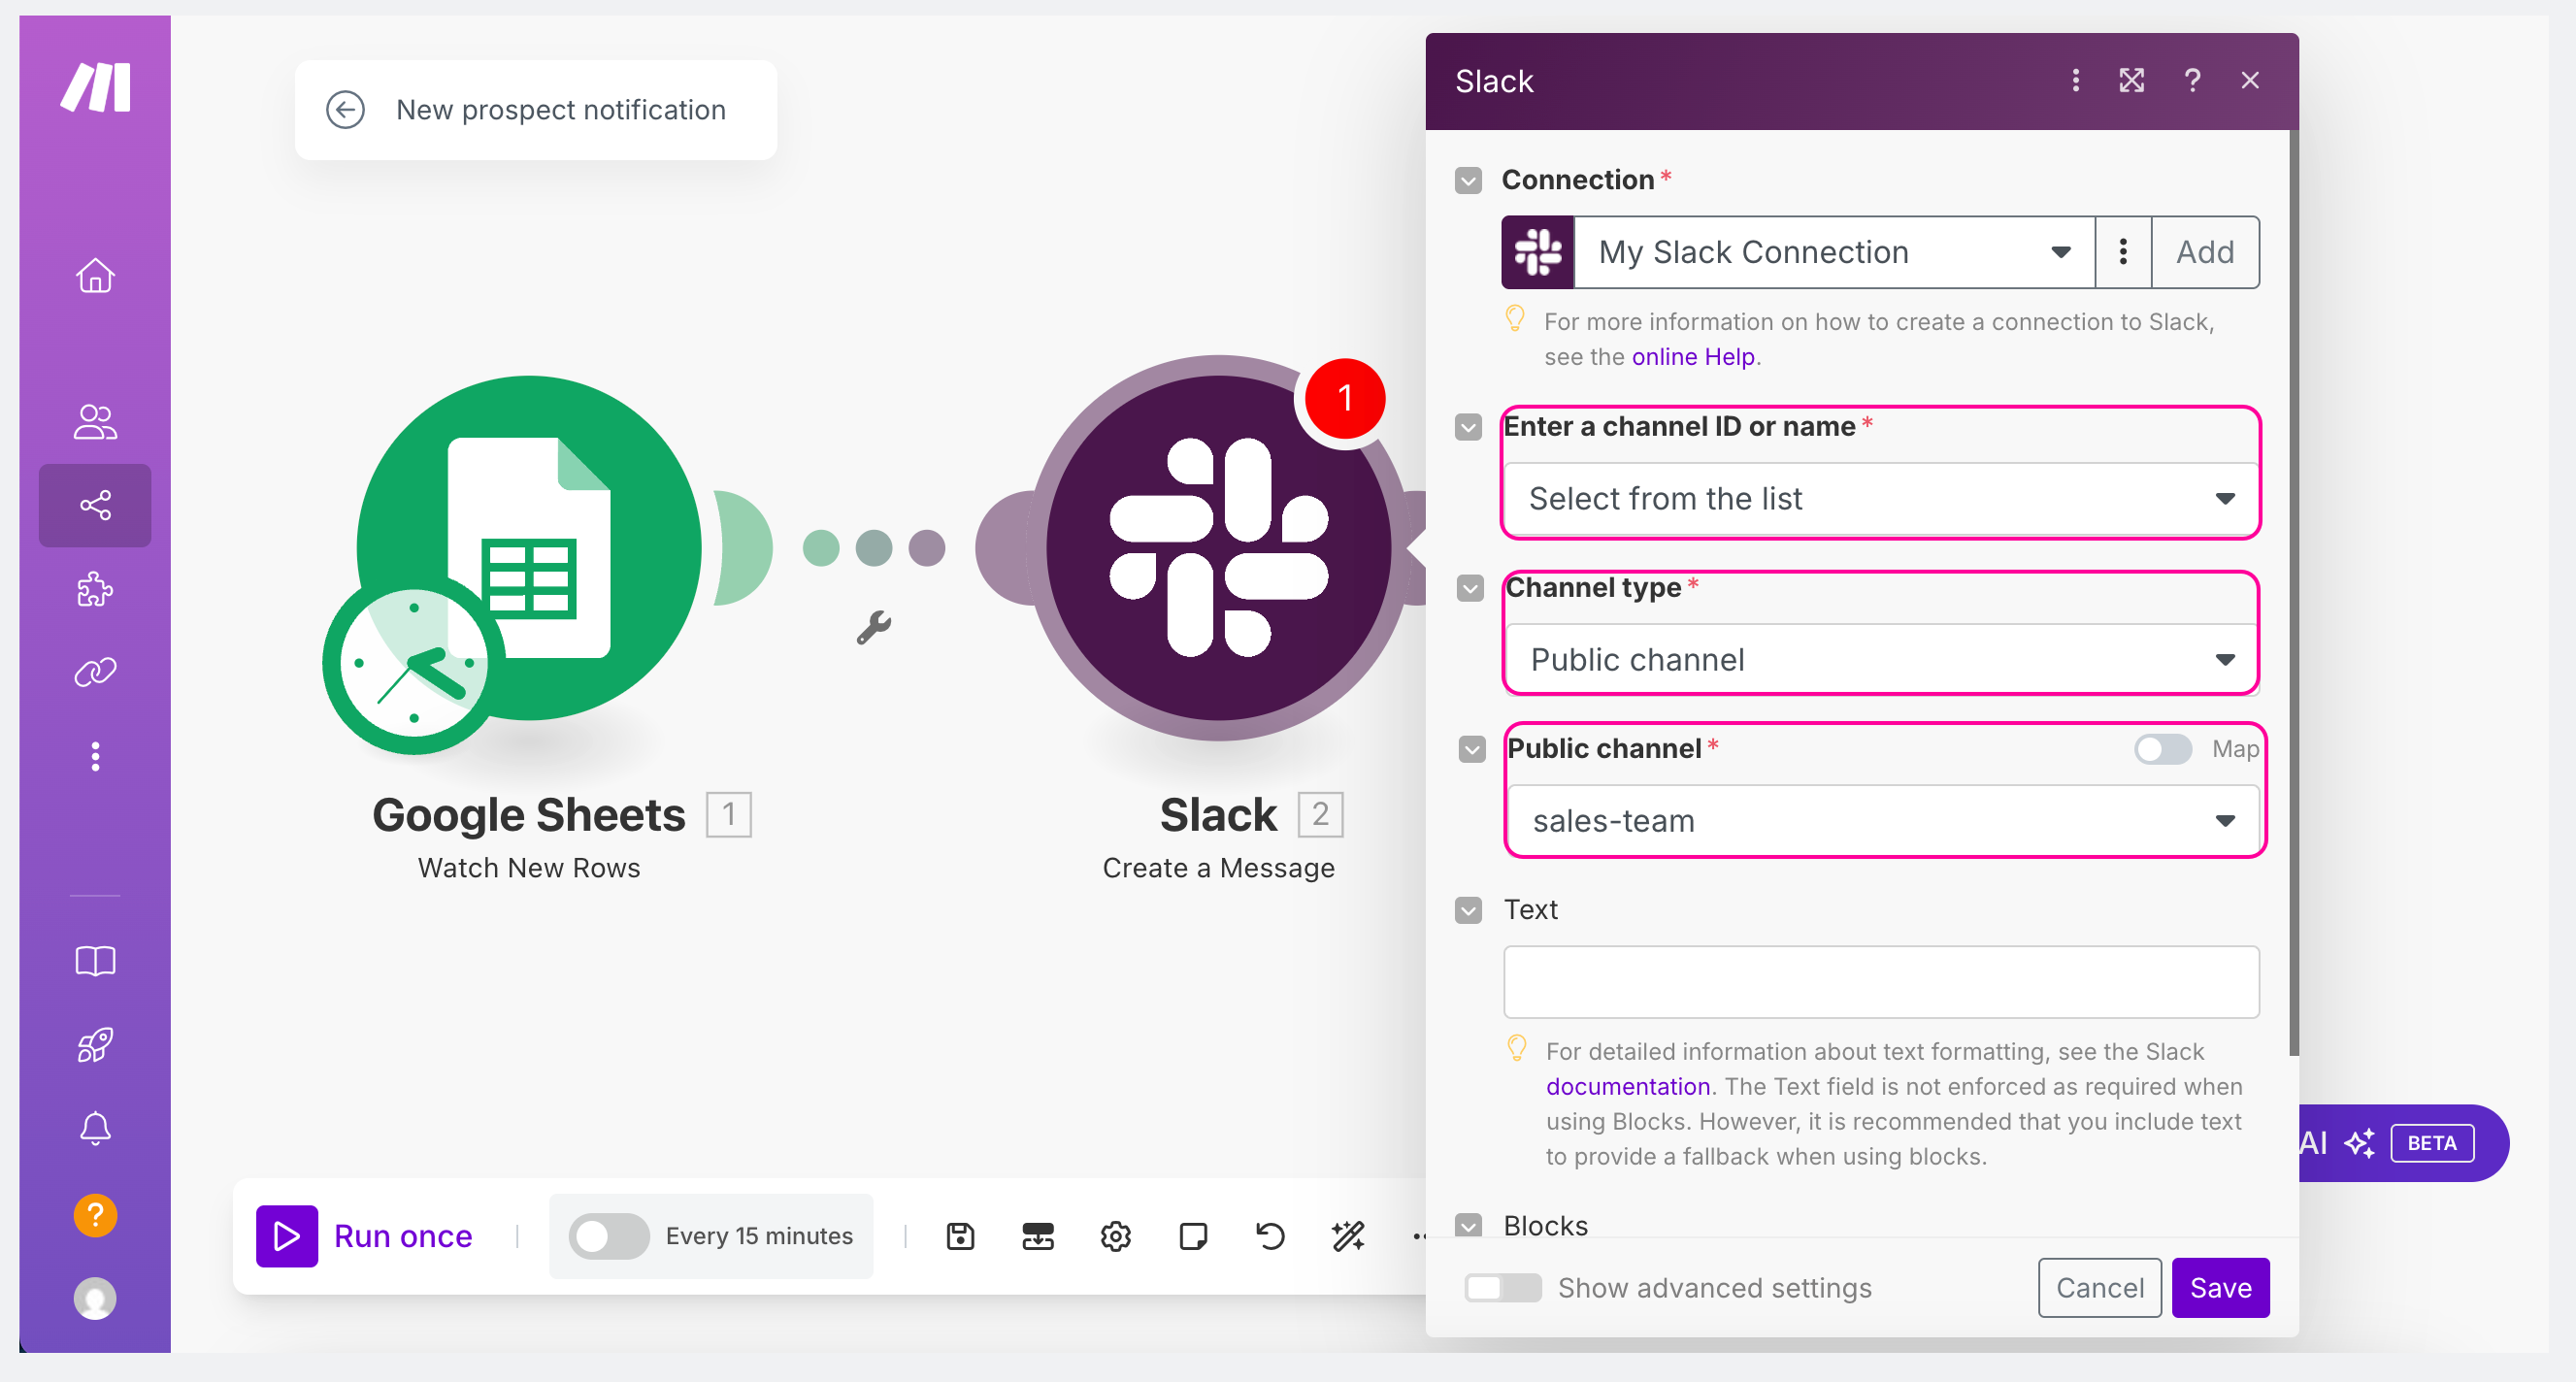 New prospect notification
1
Google Sheets 1
Watch New Rows
Slack 2
Create a Message
Run once
Every 15 minutes
?
Slack
?
Connection *
My Slack Connection
Add
For more information on how to create a connection to Slack,
see the online Help.
Enter a channel ID or name *
Select from the list
Channel type *
Public channel
Public channel *
Map
sales-team
Text
For detailed information about text formatting, see the Slack
documentation. The Text field is not enforced as required when
using Blocks. However, it is recommended that you include text
to provide a fallback when using blocks.
Blocks
Show advanced settings
Cancel
Save
AI
BETA